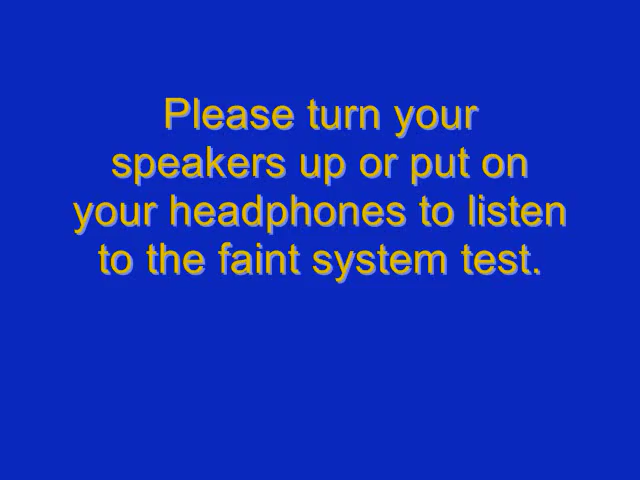 Please turn your
speakers up or put on
your headphones to listen
to the faint system test.